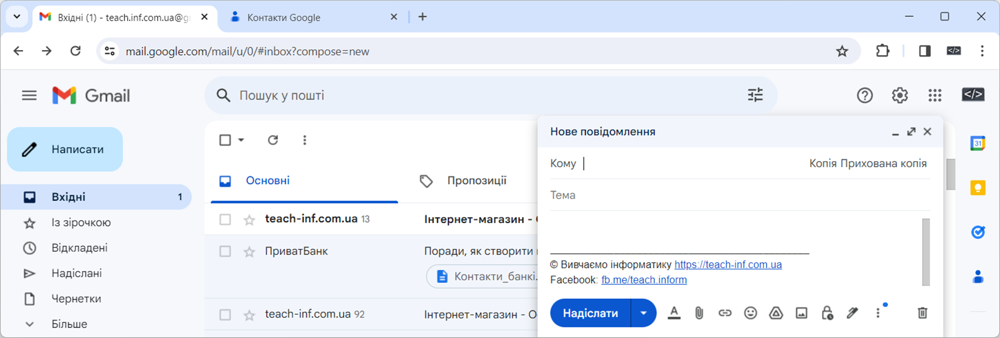 Вхідні (1) - teach.inf.com.ua@g
Контакти Google
mail.google.com/mail/u/0/#inbox?compose=new
Gmail
Пошук у пошті
</>
Написати
Вхідні 1
Із зірочкою
Відкладені
Надіслані
Чернетки
Більше
Основні
Пропозиції
teach-inf.com.ua 13 Інтернет-магазин -
ПриватБанк Поради, як створити
Контакти_банкі.
teach-inf.com.ua 92 Інтернет-магазин - О
Нове повідомлення
Кому Копія Прихована копія
Тема
© Вивчаємо інформатику https://teach-inf.com.ua
Facebook: fb.me/teach.inform
Надіслати
31